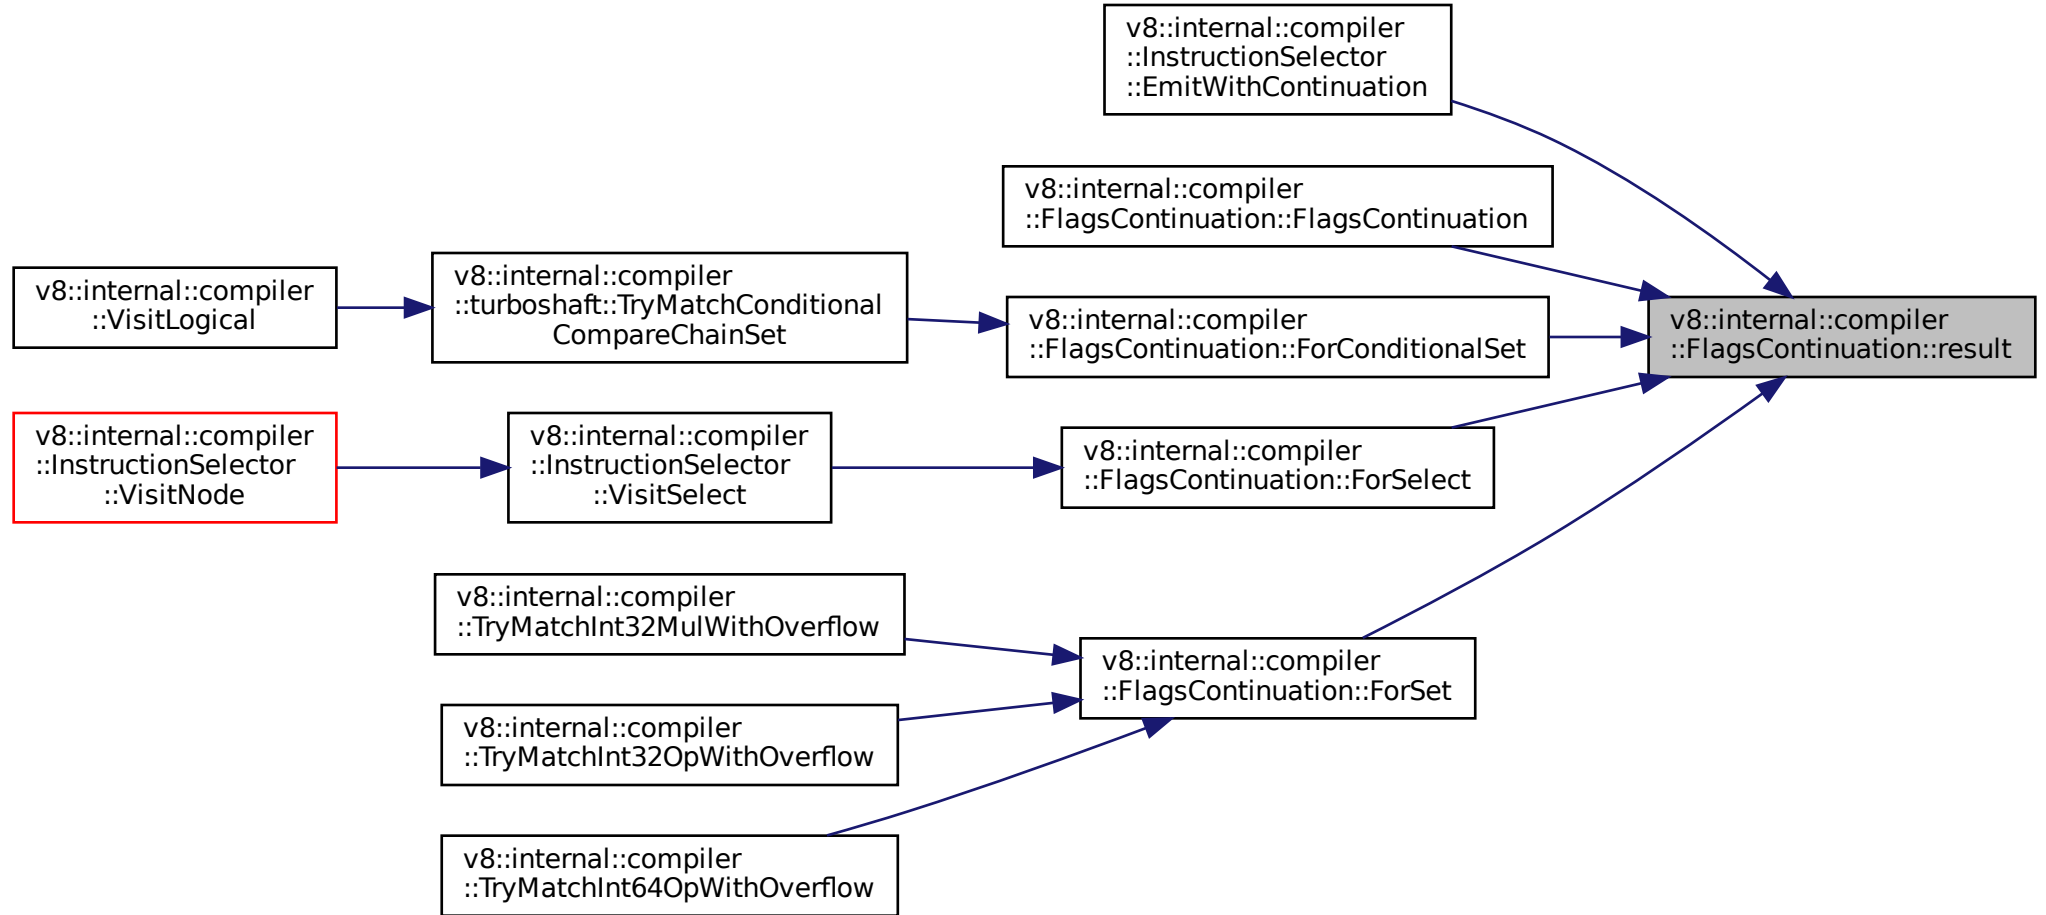 v8::internal::compiler
::InstructionSelector
::EmitWithContinuation
v8::internal::compiler
::FlagsContinuation::FlagsContinuation
v8::internal::compiler
::VisitLogical
v8::internal::compiler
::turboshaft::TryMatchConditional
CompareChainSet
v8::internal::compiler
::FlagsContinuation::ForConditionalSet
v8::internal::compiler
::FlagsContinuation::result
v8::internal::compiler
::InstructionSelector
::VisitNode
v8::internal::compiler
::InstructionSelector
::VisitSelect
v8::internal::compiler
::FlagsContinuation::ForSelect
v8::internal::compiler
::TryMatchInt32MulWithOverflow
v8::internal::compiler
::FlagsContinuation::ForSet
v8::internal::compiler
::TryMatchInt32OpWithOverflow
v8::internal::compiler
::TryMatchInt64OpWithOverflow